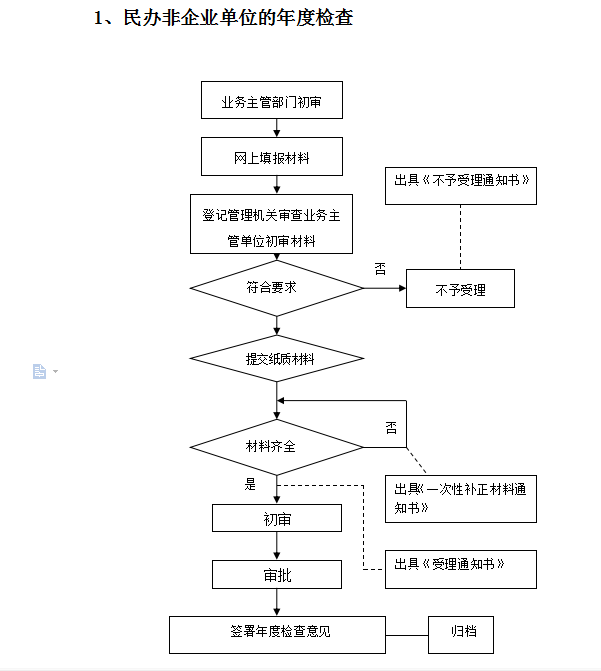 1、民办非企业单位的年度检查
业务主管部门初审
网上填报材料
出具《不予受理通知书》
登记管理机关审查业务主
管单位初审材料
否
符合要求
不予受理
提交纸质材料
否
材料齐全
是
出具《一次性补正材料通
知书》
初审
出具《受理通知书》
审批
签署年度检查意见
归档